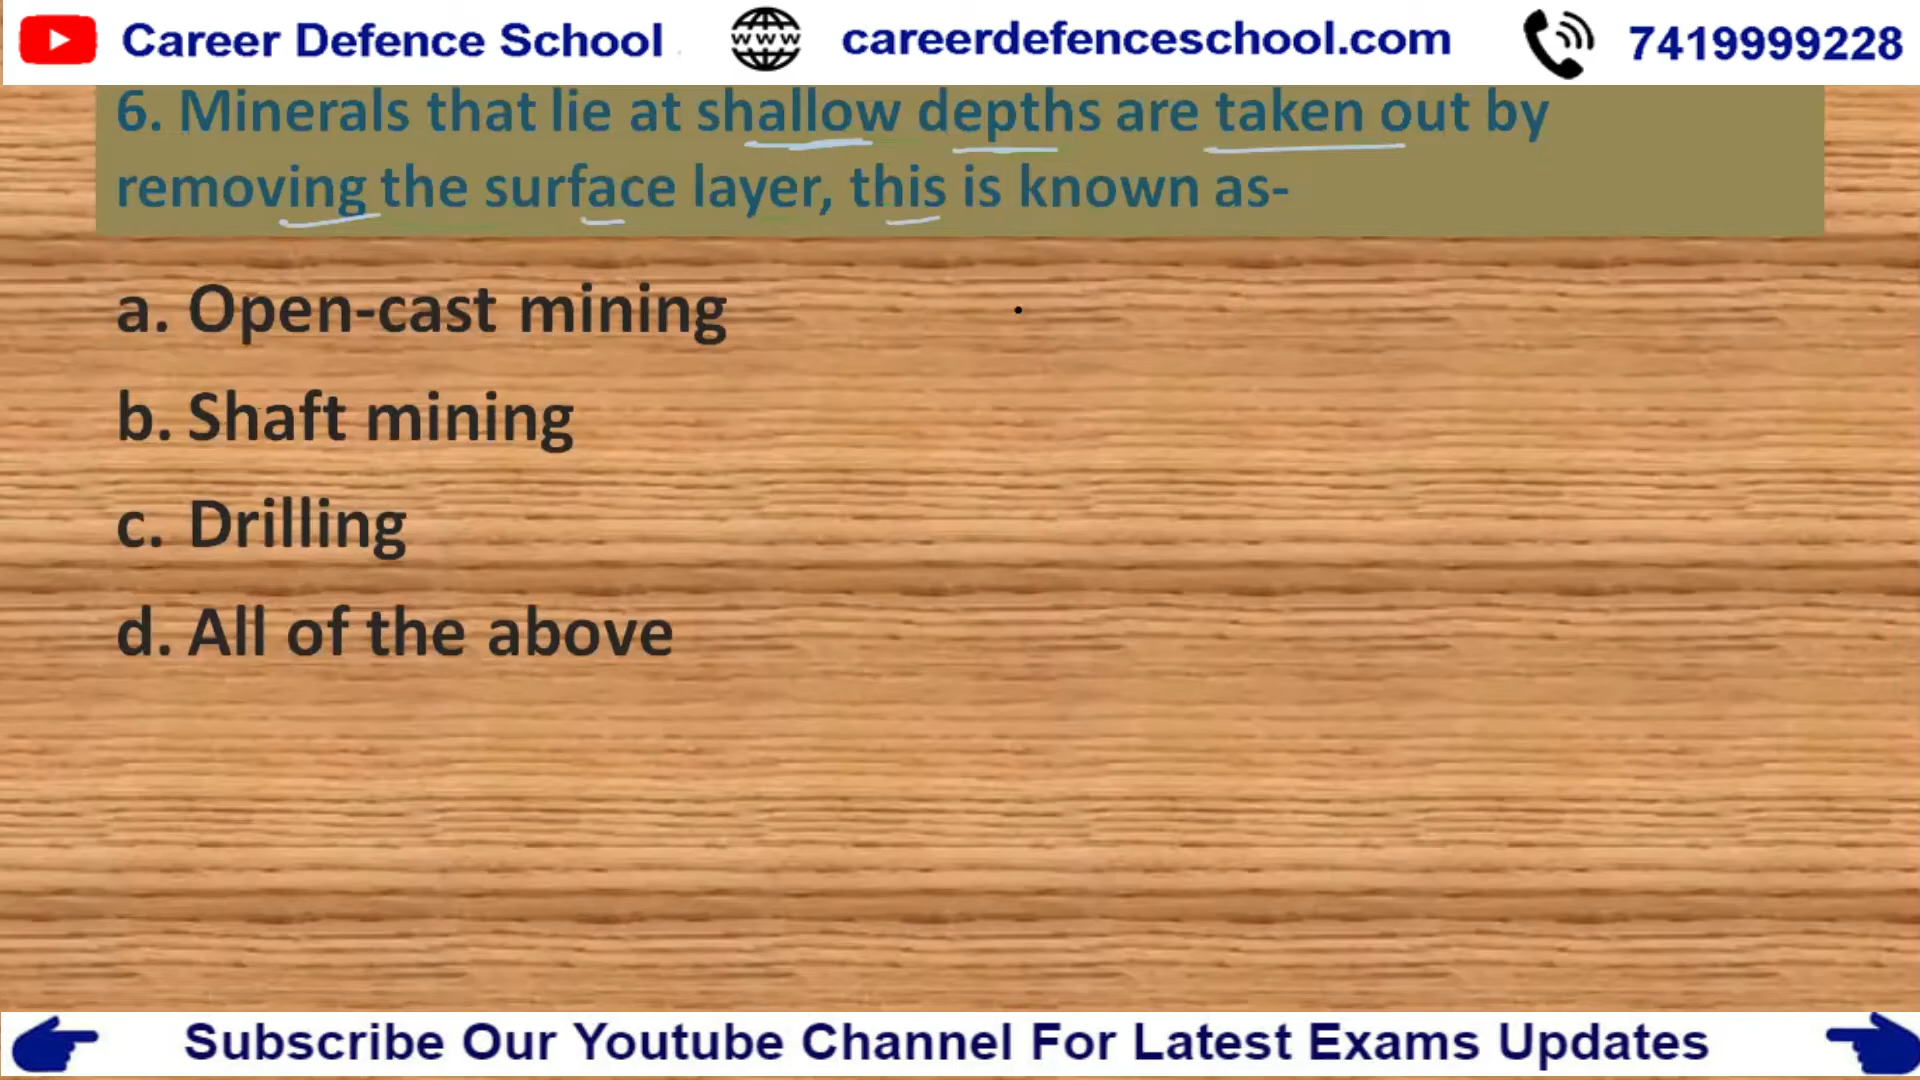 Career Defence School
www
careerdefenceschool.com
7419999228
6. Minerals that lie at shallow depths are taken out by
removing the surface layer, this is known as-
a. Open-cast mining
b. Shaft mining
c. Drilling
d. All of the above
Subscribe Our Youtube Channel For Latest Exams Updates